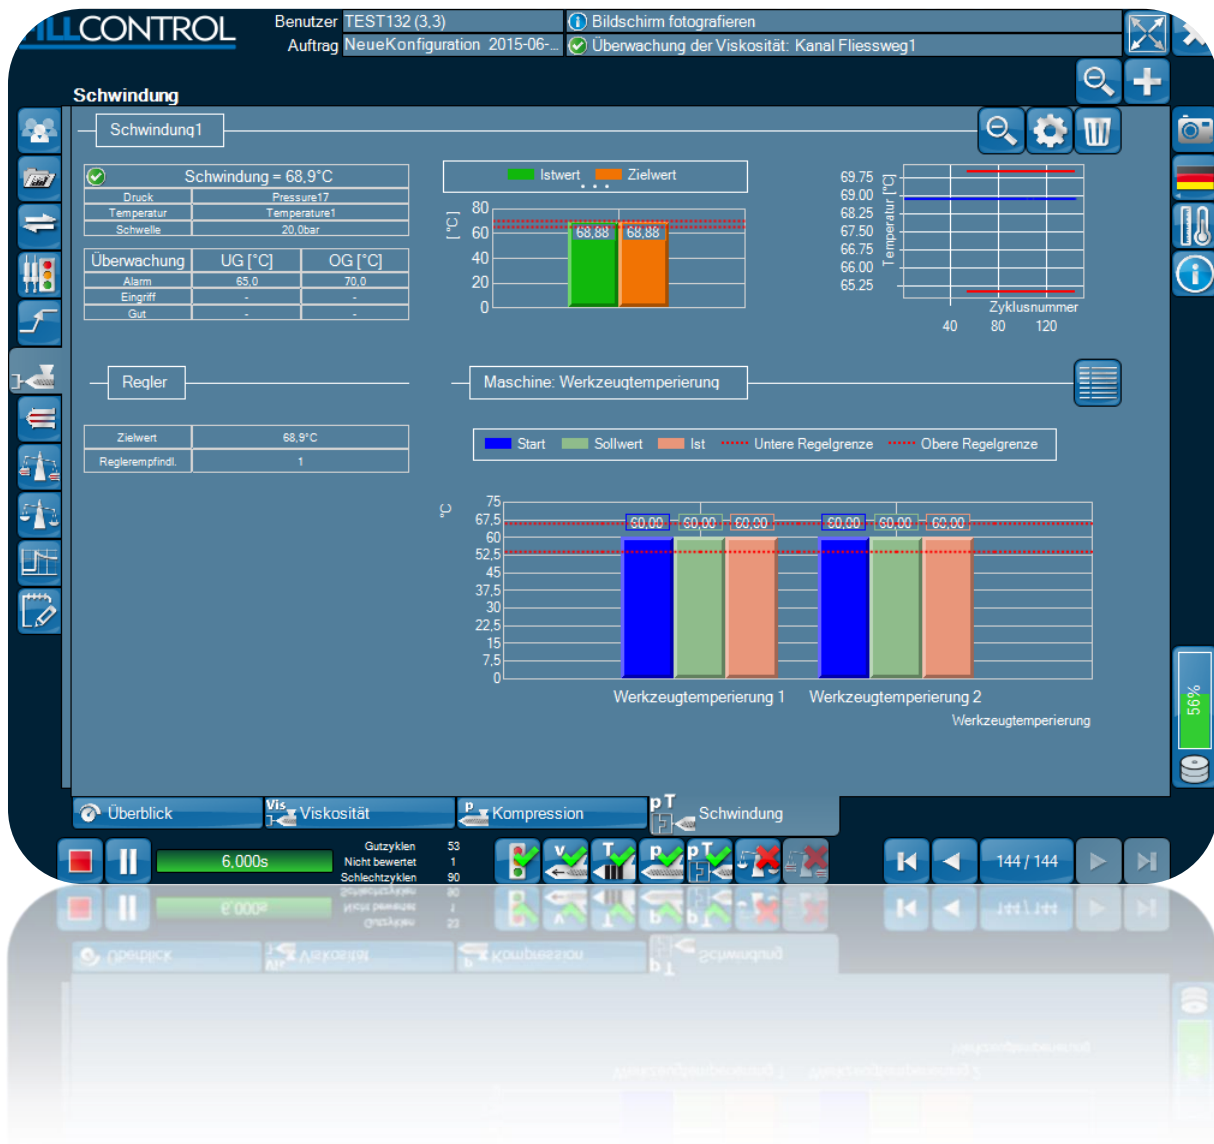 LLCONTROL
Benutzer TEST132 (3,3)
Bildschirm fotografieren
Auftrag NeueKonfiguration 2015-06-...
Überwachung der Viskosität: Kanal Fliessweg1
Schwindung
Schwindung1
Schwindung = 68,9°C
Druck Pressure17
Temperatur Temperature1
Schwelle 20,0bar
Überwachung UG [°C] OG [°C]
Alarm 65,0 70,0
Eingriff - -
Gut - -
Istwert Zielwert
...
[°C]
80
60
40
20
0
68,88 68,88
Temperatur [°C]
69.75
69.00
68.25
67.50
66.75
66.00
65.25
Zyklusnummer
40 80 120
Regler
Zielwert 68,9°C
Reglerempfindl. 1
Maschine: Werkzeugtemperierung
Start Sollwert Ist Untere Regelgrenze Obere Regelgrenze
°C
75
67,5
60
52,5
45
37,5
30
22,5
15
7,5
0
60,00 60,00 60,00 60,00 60,00 60,00
Werkzeugtemperierung 1 Werkzeugtemperierung 2
Werkzeugtemperierung
56%
Überblick
Vis Viskosität
p Kompression
p T Schwindung
6,000s
Gutzyklen 53
Nicht bewertet 1
Schlechtzyklen 90
V T p pT
144 / 144